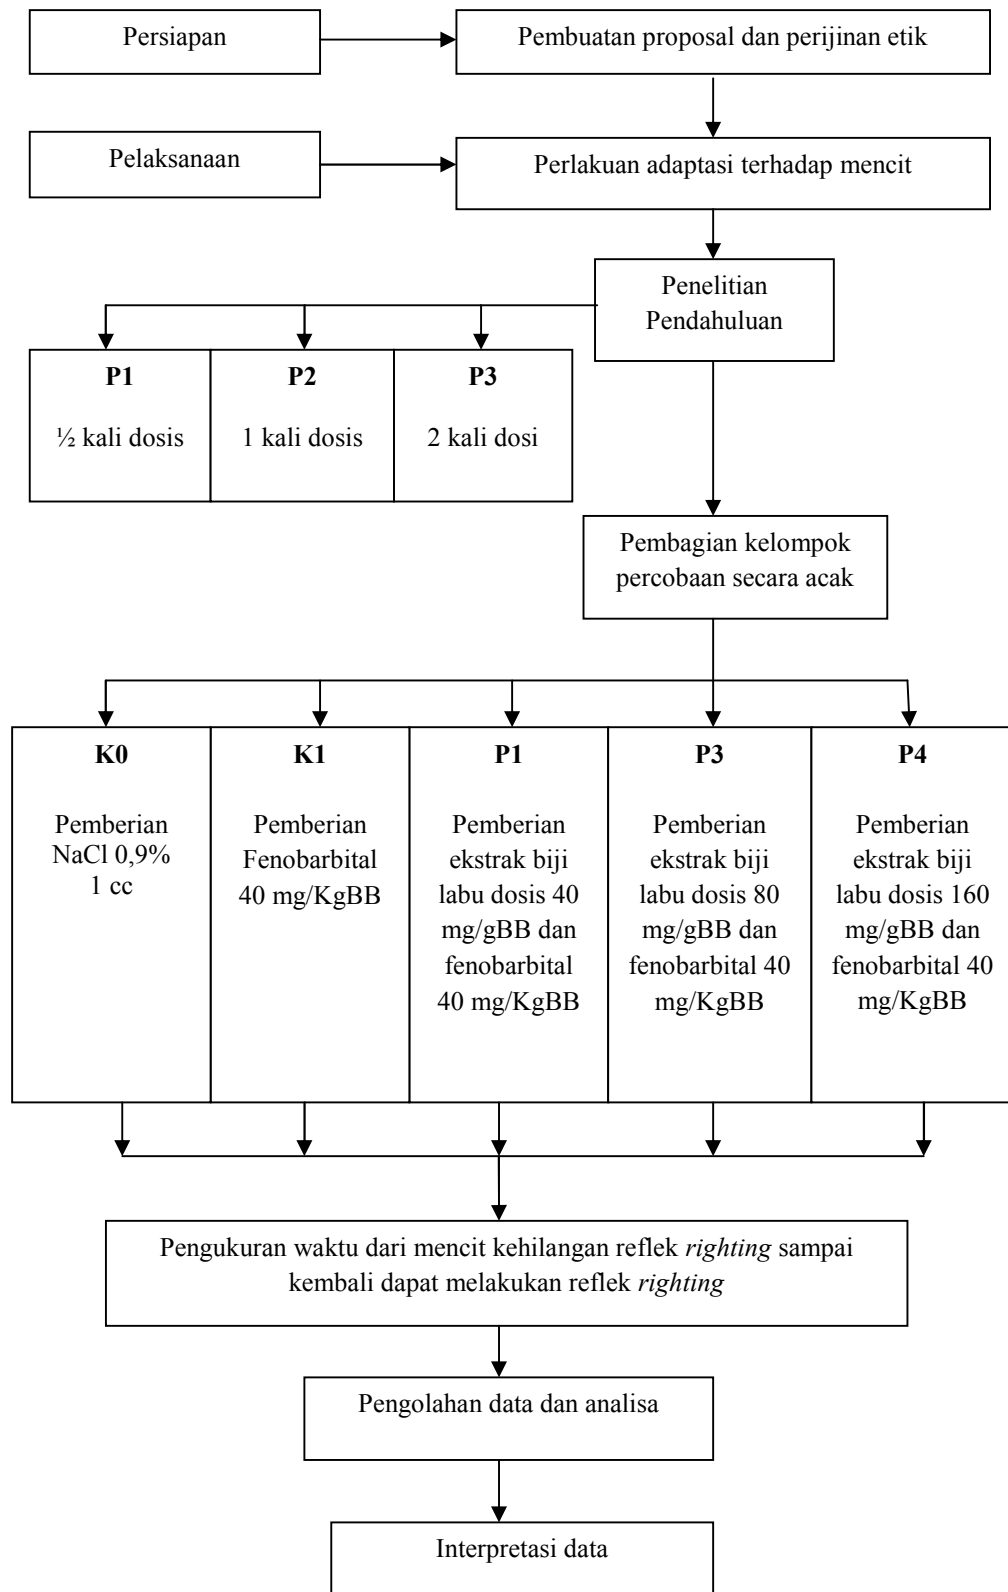 Persiapan
Pembuatan proposal dan perijinan etik
Pelaksanaan
Perlakuan adaptasi terhadap mencit
Penelitian
Pendahuluan
P1
½ kali dosis
P2
1 kali dosis
P3
2 kali dosi
Pembagian kelompok
percobaan secara acak
K0
Pemberian
NaCl 0,9%
1 cc
K1
Pemberian
Fenobarbital
40 mg/KgBB
P1
Pemberian
ekstrak biji
labu dosis 40
mg/gBB dan
fenobarbital
40 mg/KgBB
P3
Pemberian
ekstrak biji
labu dosis 80
mg/gBB dan
fenobarbital 40
mg/KgBB
P4
Pemberian
ekstrak biji
labu dosis 160
mg/gBB dan
fenobarbital 40
mg/KgBB
Pengukuran waktu dari mencit kehilangan reflek righting sampai
kembali dapat melakukan reflek righting
Pengolahan data dan analisa
Interpretasi data